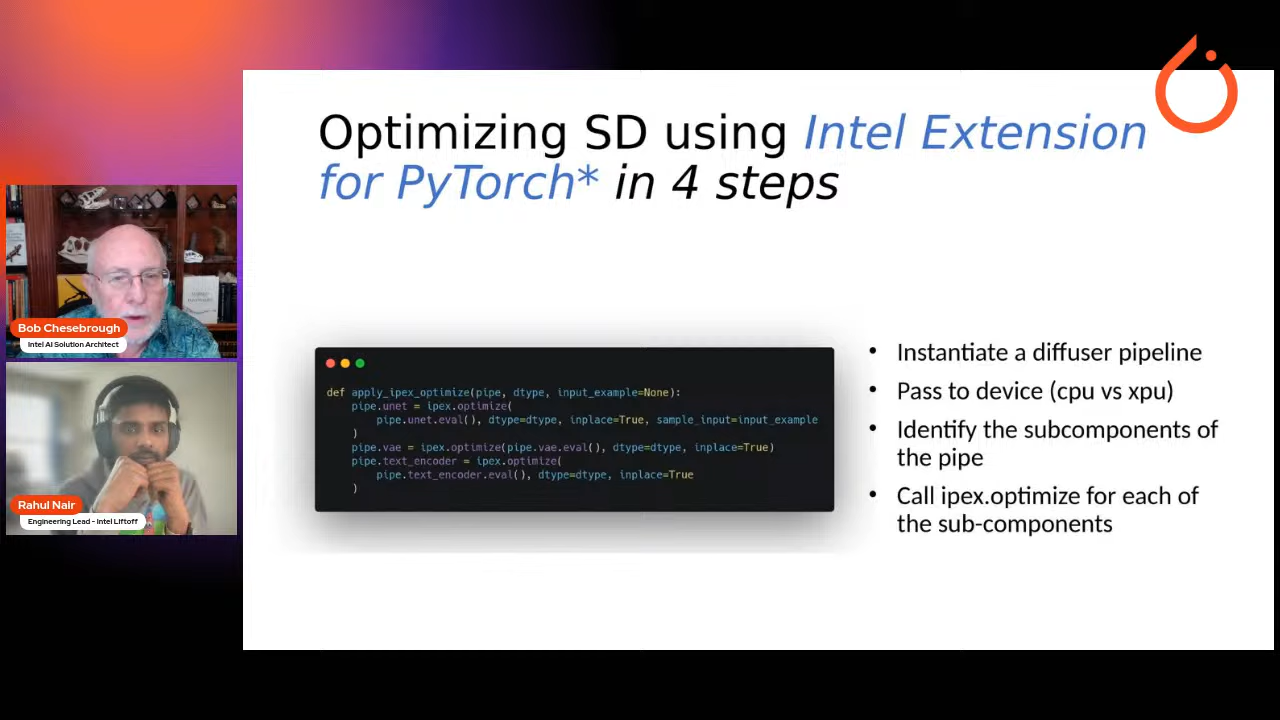 Optimizing SD using Intel Extension
for PyTorch* in 4 steps
Bob Chesebrough
Intel AI Solution Architect
Rahul Nair
Engineering Lead - Intel Liftoff
def apply_ipex_optimize(pipe, dtype, input_example=None):
pipe.unet = ipex.optimize(
pipe.unet.eval(), dtype=dtype, inplace=True, sample_input=input_example
)
pipe.vae = ipex.optimize(pipe.vae.eval(), dtype=dtype, inplace=True)
pipe.text_encoder = ipex.optimize(
pipe.text_encoder.eval(), dtype=dtype, inplace=True
)
• Instantiate a diffuser pipeline
• Pass to device (cpu vs xpu)
• Identify the subcomponents of
the pipe
• Call ipex.optimize for each of
the sub-components